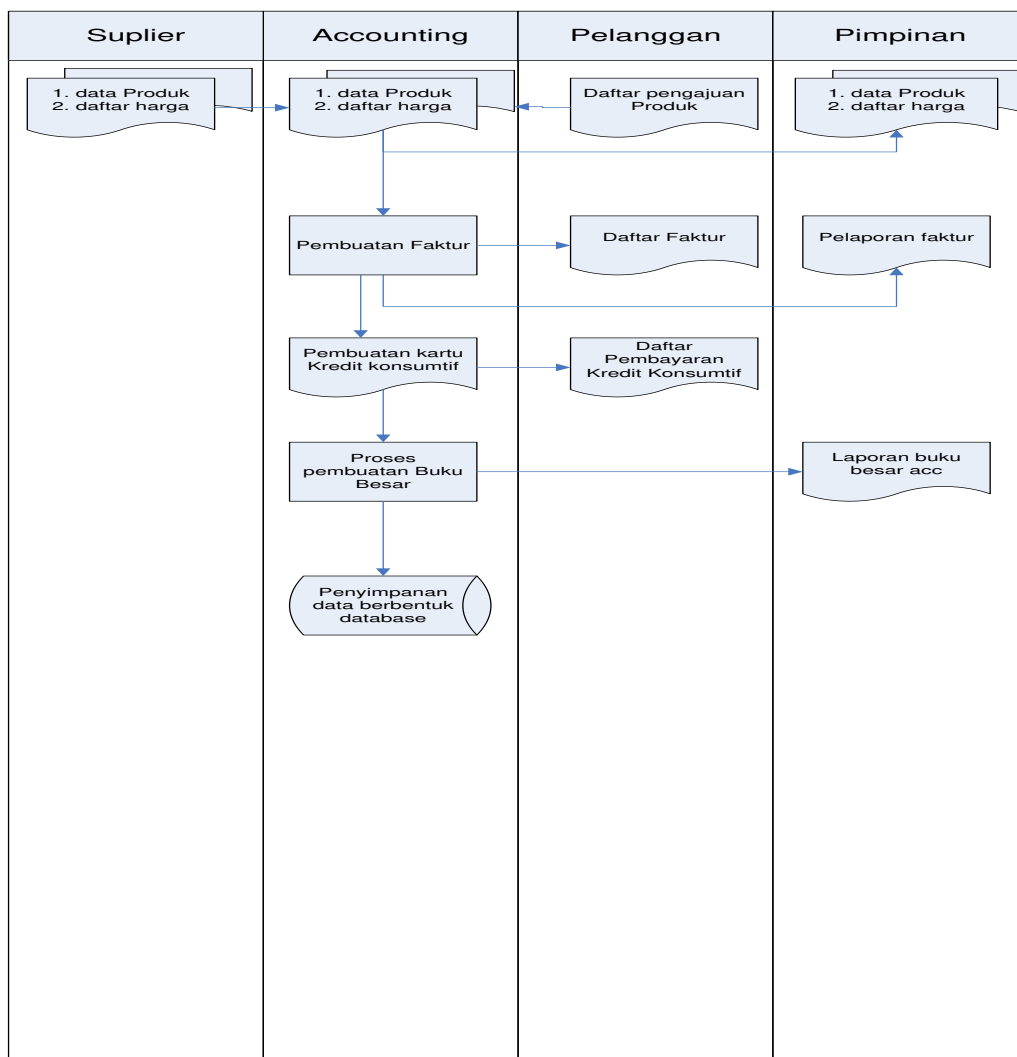 Suplier
Accounting
Pelanggan
Pimpinan
1. data Produk
2. daftar harga
1. data Produk
2. daftar harga
Daftar pengajuan
Produk
1. data Produk
2. daftar harga
Pembuatan Faktur
Daftar Faktur
Pelaporan faktur
Pembuatan kartu
Kredit konsumtif
Daftar
Pembayaran
Kredit Konsumtif
Proses
pembuatan Buku
Besar
Laporan buku
besar acc
Penyimpanan
data berbentuk
database